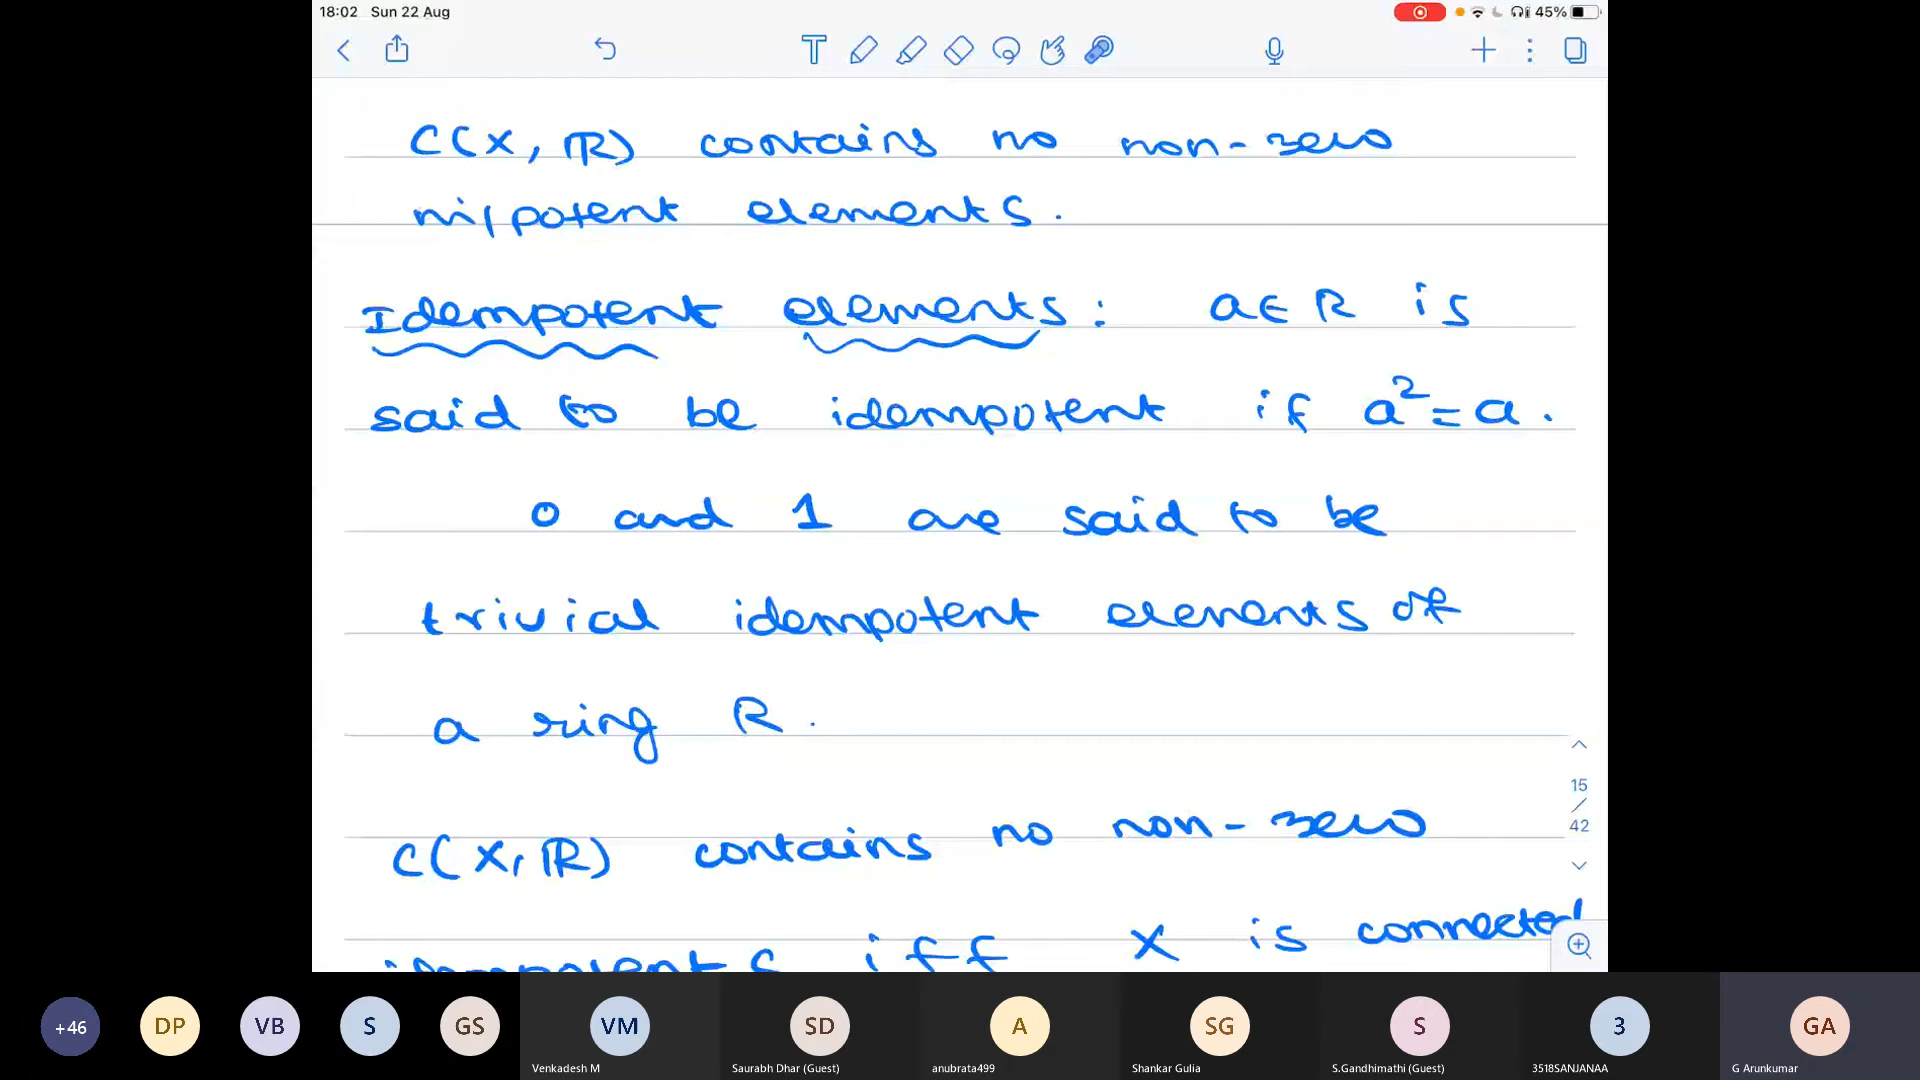 18:02 Sun 22 Aug
45%
C(X, ℝ) contains no non-zero
nilpotent elements.
Idempotent elements: a ∈ R is
said to be idempotent if a² = a.
0 and 1 are said to be
trivial idempotent elements of
a ring R.
15
/
42
C(X, ℝ) contains no non-zero
idempotents iff X is connected
+46
DP
VB
S
GS
VM
SD
A
SG
S
3
GA
Venkadesh M
Saurabh Dhar (Guest)
anubrata499
Shankar Gulia
S.Gandhimathi (Guest)
3518SANJANAA
G Arunkumar